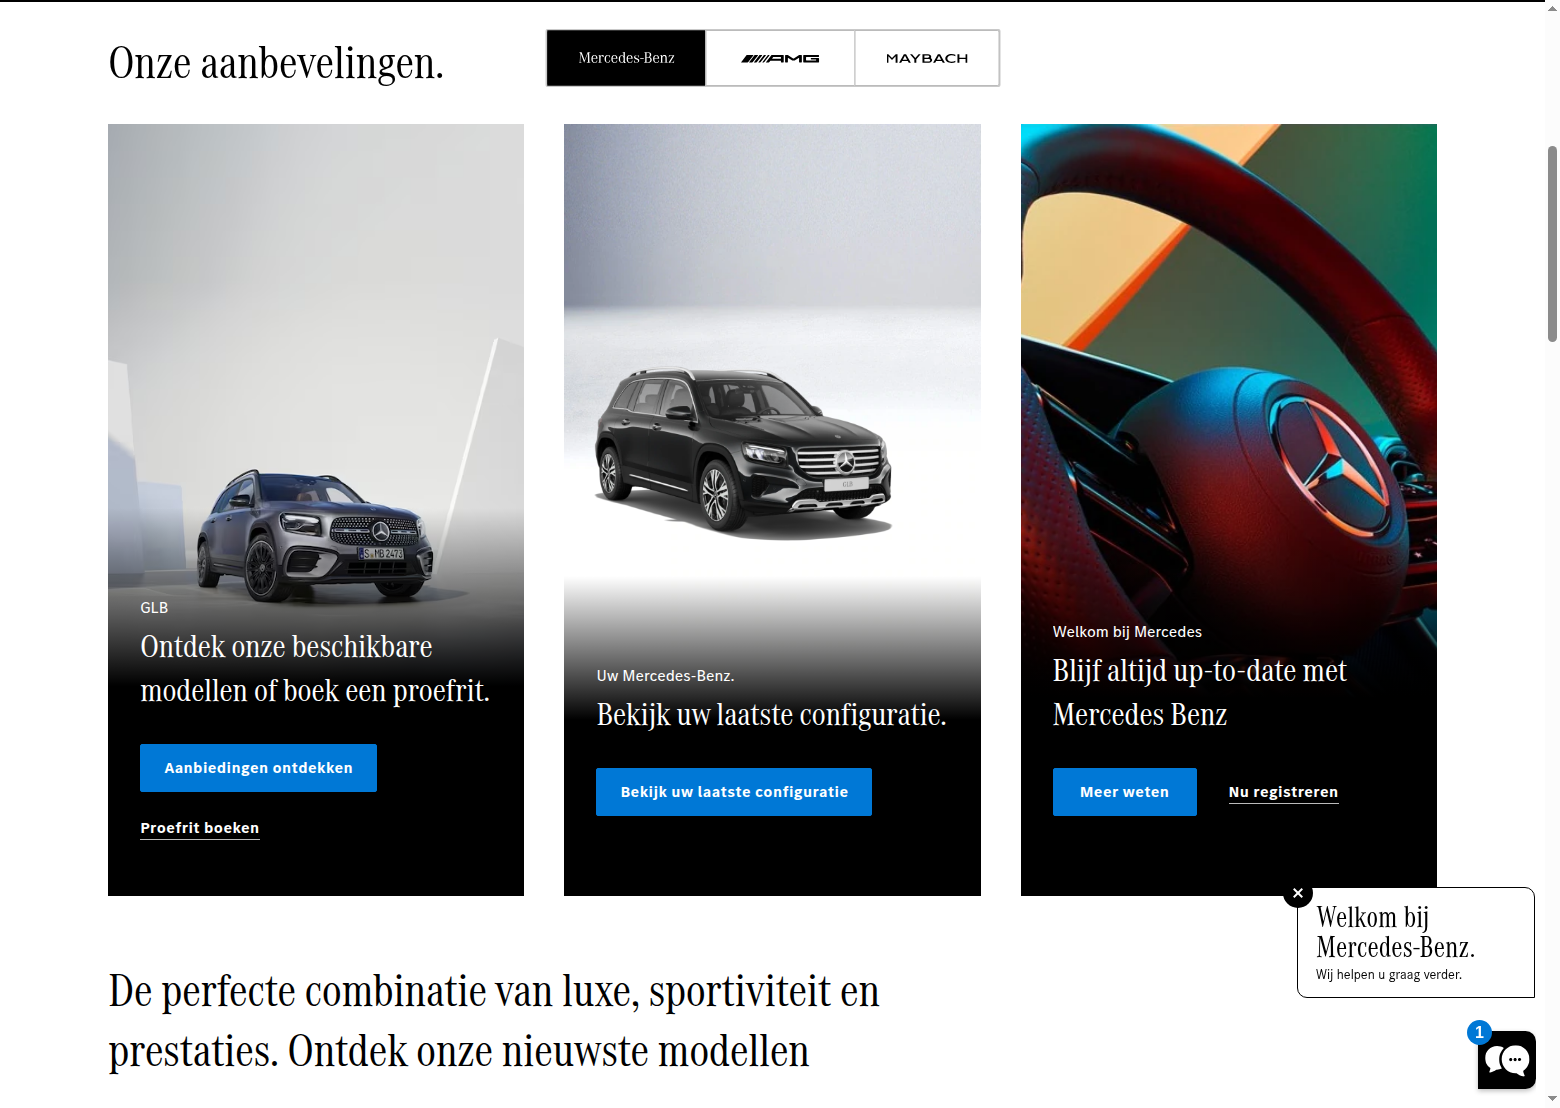 Onze aanbevelingen.
Mercedes-Benz
AMG
MAYBACH
S MB 2473
GLB
Ontdek onze beschikbare
modellen of boek een proefrit.
Aanbiedingen ontdekken
Proefrit boeken
GLB
Uw Mercedes-Benz.
Bekijk uw laatste configuratie.
Bekijk uw laatste configuratie
Welkom bij Mercedes
Blijf altijd up-to-date met
Mercedes Benz
Meer weten
Nu registreren
Welkom bij
Mercedes-Benz.
Wij helpen u graag verder.
De perfecte combinatie van luxe, sportiviteit en
prestaties. Ontdek onze nieuwste modellen
1